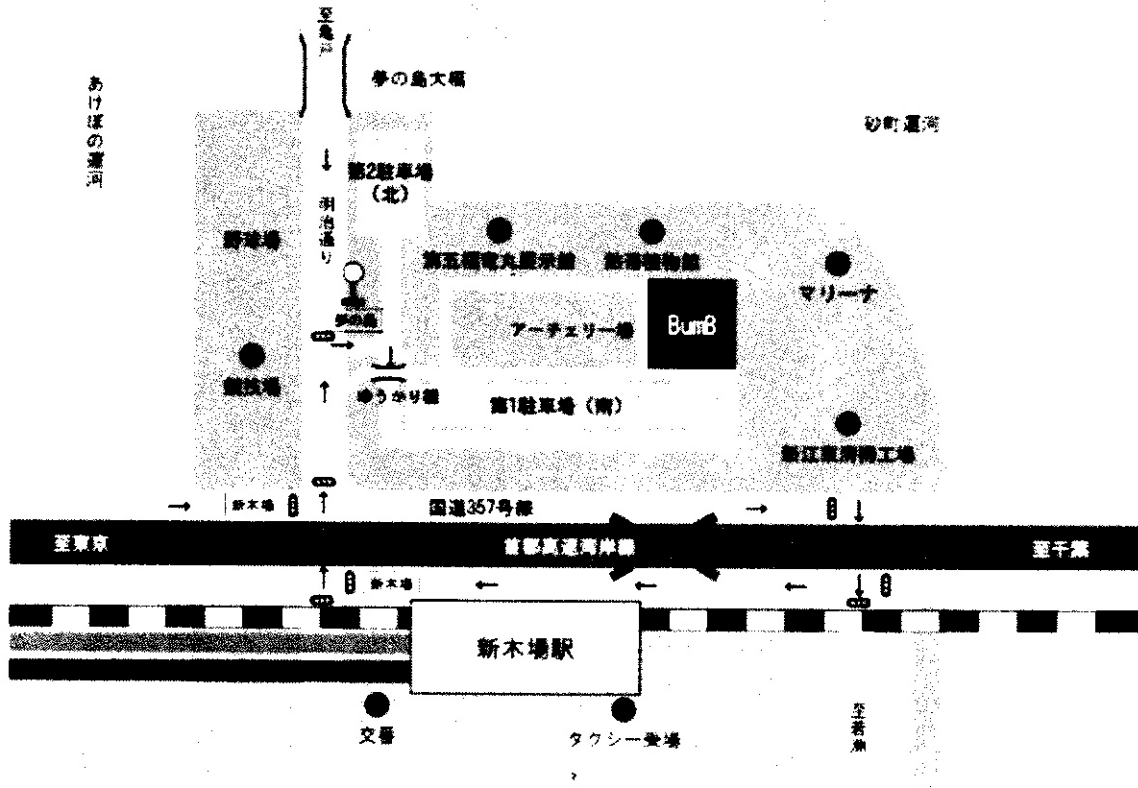 至亀戸
夢の島大橋
あけぼの運河
砂町運河
第2駐車場
（北）
明治通り
野球場
第五福竜丸展示館
熱帯植物館
マリーナ
夢の島
アーチェリー場
BumB
競技場
ゆうかり橋
第1駐車場（南）
新江東清掃工場
新木場
国道357号線
至東京
首都高速湾岸線
至千葉
新木場
新木場駅
交番
タクシー乗場
至若洲